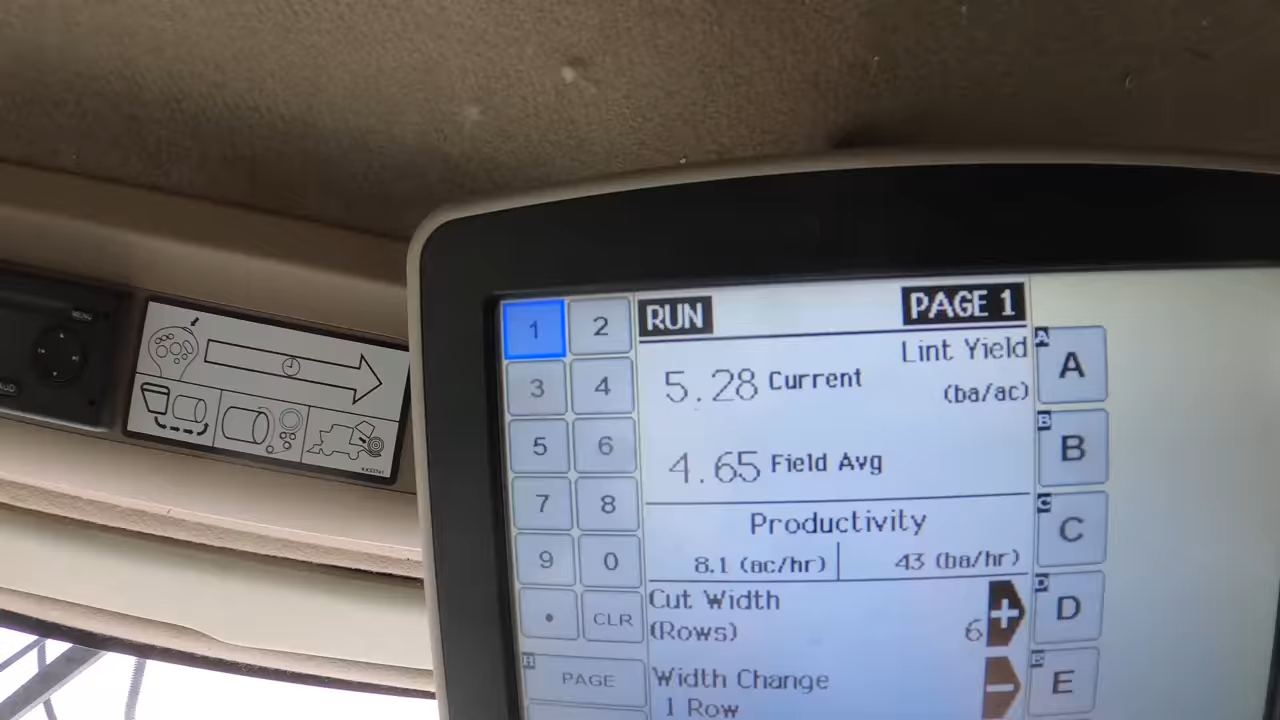 MENU
AUD
1 2
3 4
5 6
7 8
9 0
. CLR
H
PAGE
RUN
PAGE 1
Lint Yield
(ba/ac)
5.28 Current
4.65 Field Avg
Productivity
8.1 (ac/hr) 43 (ba/hr)
Cut Width
(Rows)
6 +
Width Change
1 Row
−
A A
B B
C C
D D
E E